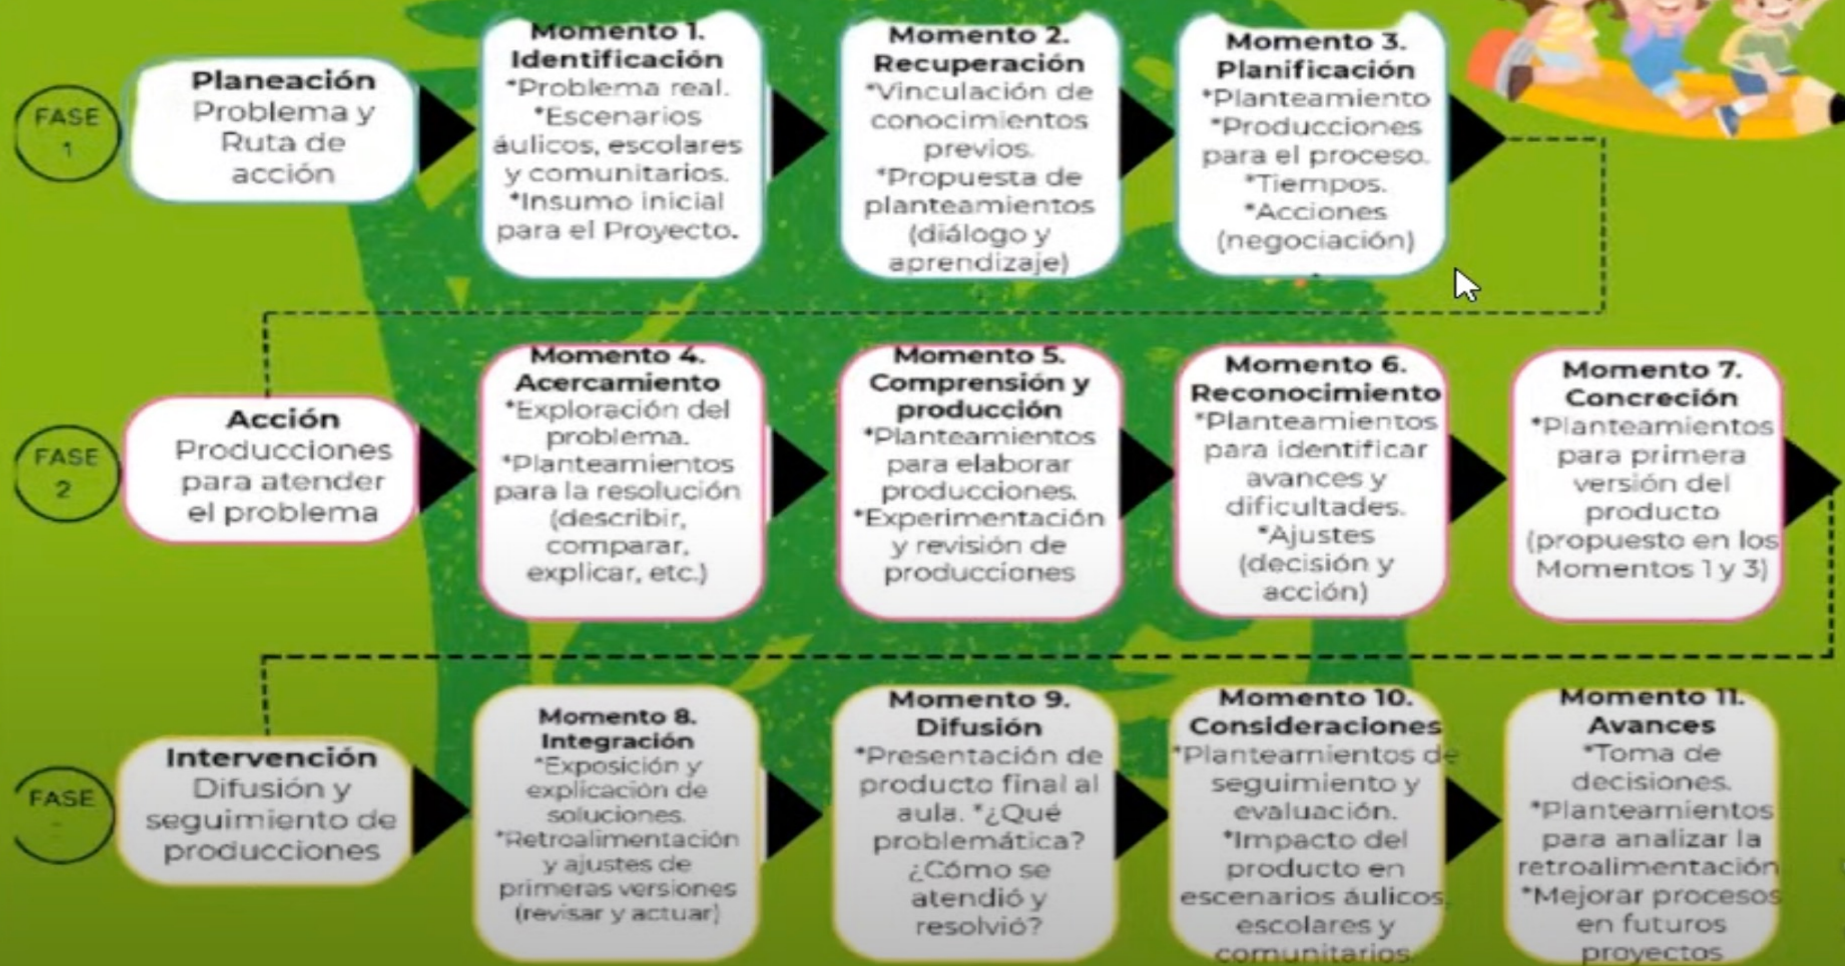 FASE
1
Planeación
Problema y
Ruta de
acción
Momento 1.
Identificación
*Problema real.
*Escenarios
áulicos, escolares
y comunitarios.
*Insumo inicial
para el Proyecto.
Momento 2.
Recuperación
*Vinculación de
conocimientos
previos.
*Propuesta de
planteamientos
(diálogo y
aprendizaje)
Momento 3.
Planificación
*Planteamiento
*Producciones
para el proceso.
*Tiempos.
*Acciones
(negociación)
FASE
2
Acción
Producciones
para atender
el problema
Momento 4.
Acercamiento
*Exploración del
problema.
*Planteamientos
para la resolución
(describir,
comparar,
explicar, etc.)
Momento 5.
Comprensión y
producción
*Planteamientos
para elaborar
producciones.
*Experimentación
y revisión de
producciones
Momento 6.
Reconocimiento
*Planteamientos
para identificar
avances y
dificultades.
*Ajustes
(decisión y
acción)
Momento 7.
Concreción
*Planteamientos
para primera
versión del
producto
(propuesto en los
Momentos 1 y 3)
FASE
Intervención
Difusión y
seguimiento de
producciones
Momento 8.
Integración
*Exposición y
explicación de
soluciones.
*Retroalimentación
y ajustes de
primeras versiones
(revisar y actuar)
Momento 9.
Difusión
*Presentación de
producto final al
aula. *¿Qué
problemática?
¿Cómo se
atendió y
resolvió?
Momento 10.
Consideraciones
*Planteamientos de
seguimiento y
evaluación.
*Impacto del
producto en
escenarios áulicos,
escolares y
comunitarios.
Momento 11.
Avances
*Toma de
decisiones.
*Planteamientos
para analizar la
retroalimentación
*Mejorar procesos
en futuros
proyectos